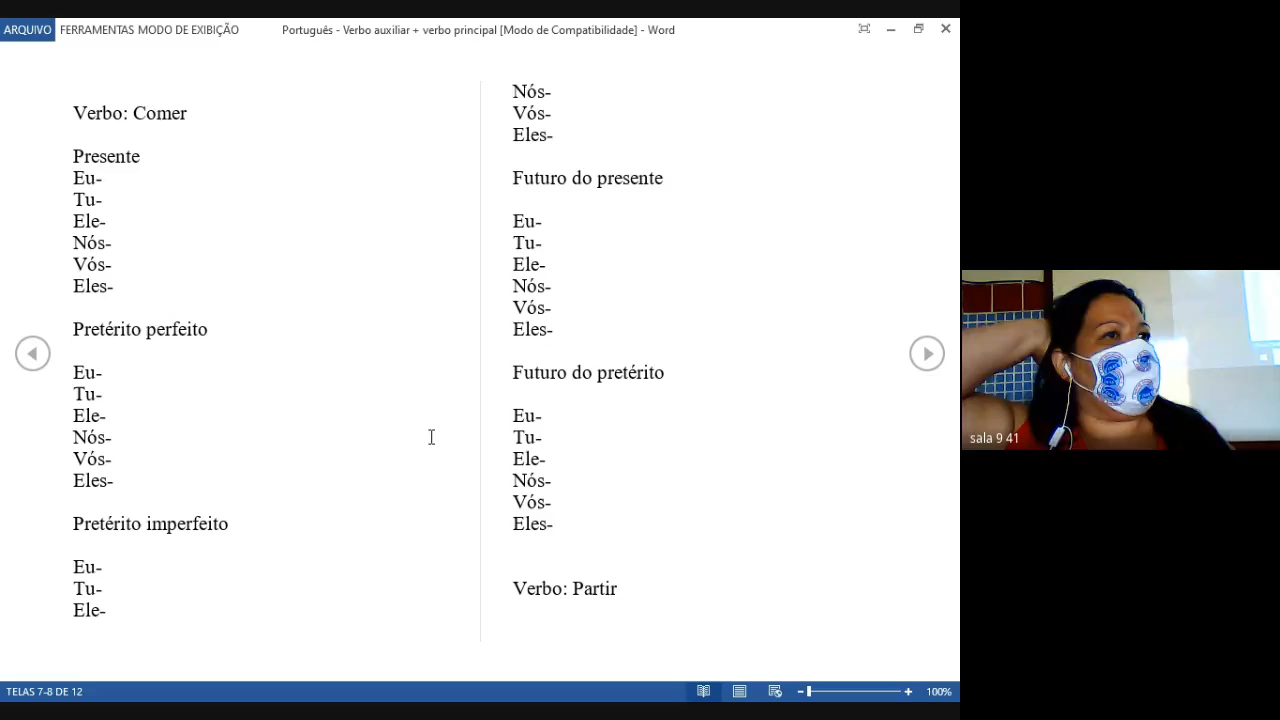 ARQUIVO FERRAMENTAS MODO DE EXIBIÇÃO Português - Verbo auxiliar + verbo principal [Modo de Compatibilidade] - Word
Verbo: Comer
Presente
Eu-
Tu-
Ele-
Nós-
Vós-
Eles-
Pretérito perfeito
Eu-
Tu-
Ele-
Nós-
Vós-
Eles-
Pretérito imperfeito
Eu-
Tu-
Ele-
Nós-
Vós-
Eles-
Futuro do presente
Eu-
Tu-
Ele-
Nós-
Vós-
Eles-
Futuro do pretérito
Eu-
Tu-
Ele-
Nós-
Vós-
Eles-
Verbo: Partir
sala 9 41
TELAS 7-8 DE 12
100%